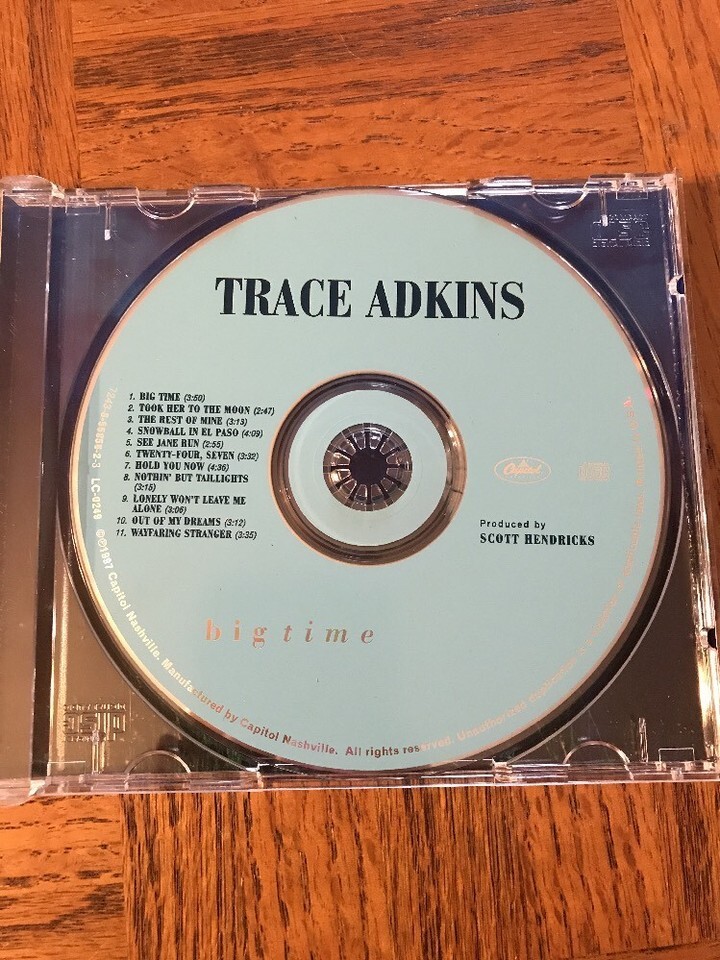 TRACE ADKINS
1. BIG TIME (3:50)
2. TOOK HER TO THE MOON (2:47)
3. THE REST OF MINE (3:13)
4. SNOWBALL IN EL PASO (4:09)
5. SEE JANE RUN (2:55)
6. TWENTY-FOUR, SEVEN (3:32)
7. HOLD YOU NOW (4:36)
8. NOTHIN' BUT TAILLIGHTS
(3:15)
9. LONELY WON'T LEAVE ME
ALONE (3:06)
10. OUT OF MY DREAMS (3:12)
11. WAYFARING STRANGER (3:35)
Capitol
Produced by
SCOTT HENDRICKS
big time
LC-0249 ©℗1997 Capitol Nashville. Manufactured by Capitol Nashville. All rights reserved. Unauthorized
COMPACT